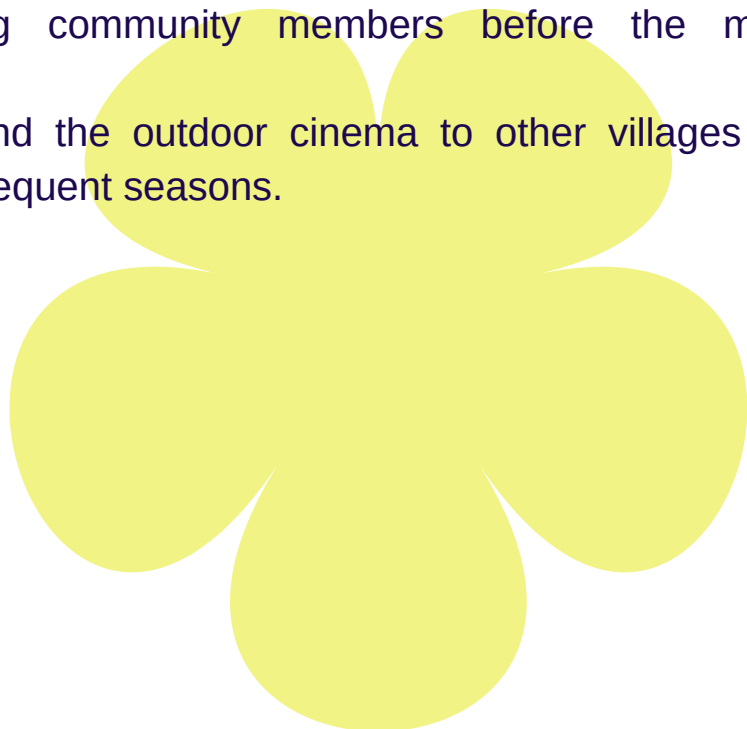 g community members before the m
nd the outdoor cinema to other villages
equent seasons.